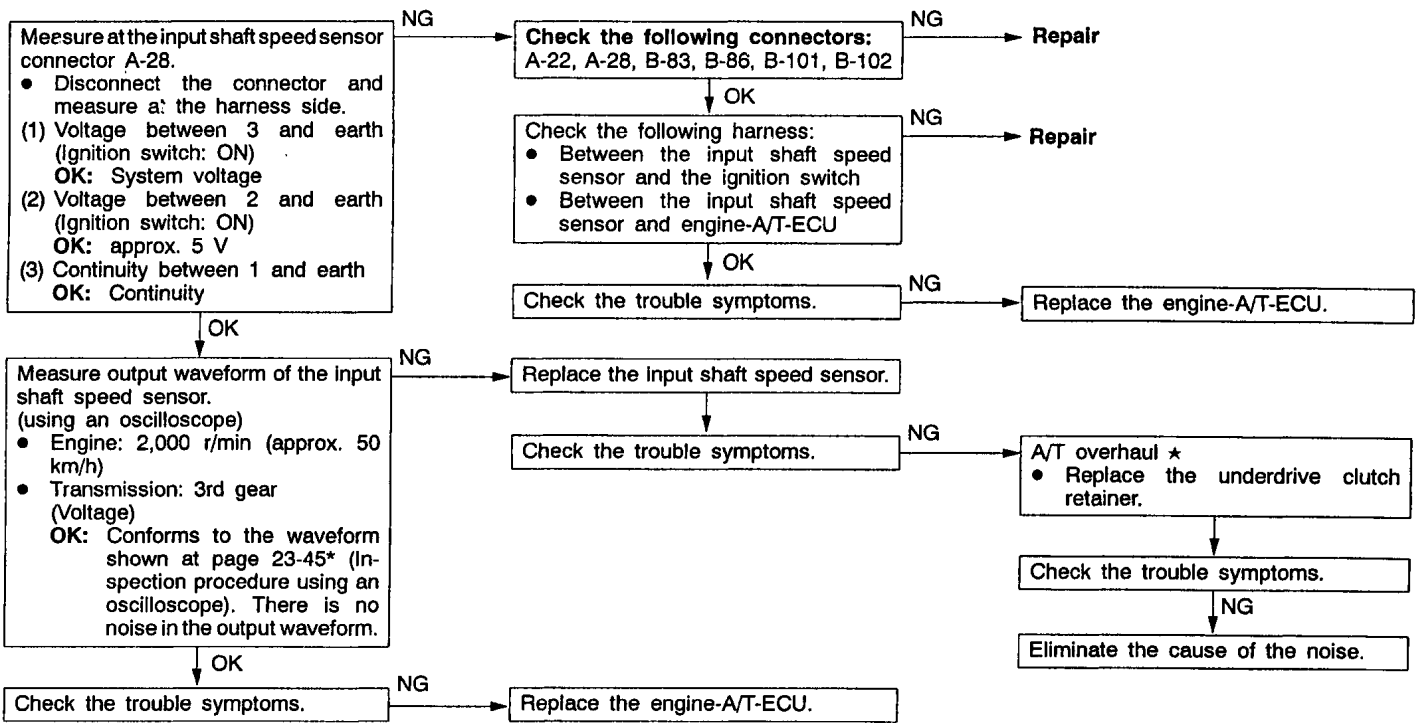 Measure at the input shaft speed sensor
connector A-28.
● Disconnect the connector and
measure at the harness side.
(1) Voltage between 3 and earth
(Ignition switch: ON)
OK: System voltage
(2) Voltage between 2 and earth
(Ignition switch: ON)
OK: approx. 5 V
(3) Continuity between 1 and earth
OK: Continuity
NG
Check the following connectors:
A-22, A-28, B-83, B-86, B-101, B-102
NG
Repair
OK
Check the following harness:
● Between the input shaft speed
sensor and the ignition switch
● Between the input shaft speed
sensor and engine-A/T-ECU
NG
Repair
OK
Check the trouble symptoms.
NG
Replace the engine-A/T-ECU.
OK
Measure output waveform of the input
shaft speed sensor.
(using an oscilloscope)
● Engine: 2,000 r/min (approx. 50
km/h)
● Transmission: 3rd gear
(Voltage)
OK: Conforms to the waveform
shown at page 23-45* (In-
spection procedure using an
oscilloscope). There is no
noise in the output waveform.
NG
Replace the input shaft speed sensor.
Check the trouble symptoms.
NG
A/T overhaul ★
● Replace the underdrive clutch
retainer.
Check the trouble symptoms.
NG
Eliminate the cause of the noise.
OK
Check the trouble symptoms.
NG
Replace the engine-A/T-ECU.